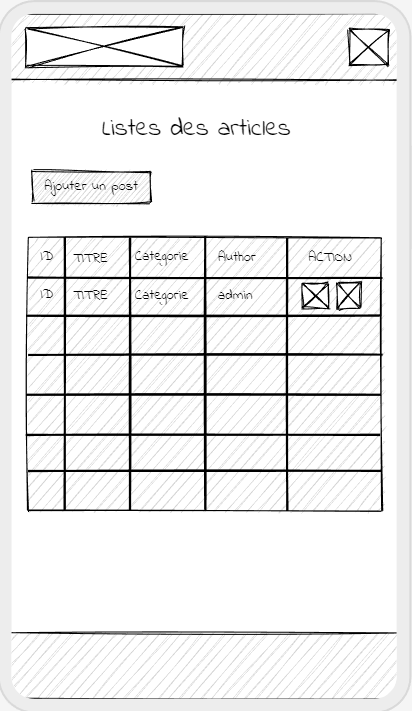 Listes des articles
Ajouter un post
ID TITRE Categorie Author ACTION
ID TITRE Categorie admin